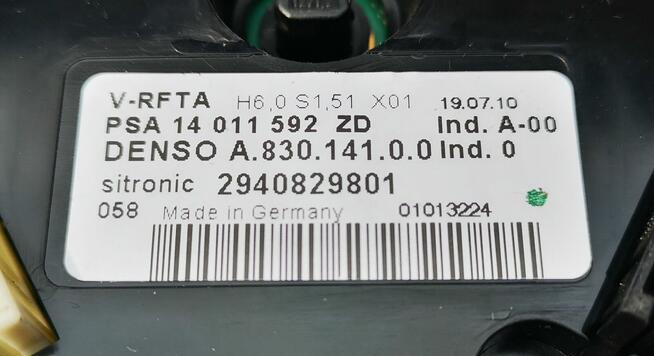 V-RFTA H6,0 S1,51 X01 19.07.10
PSA 14 011 592 ZD Ind. A-00
DENSO A.830.141.0.0 Ind. 0
sitronic 2940829801
058 Made in Germany 01013224